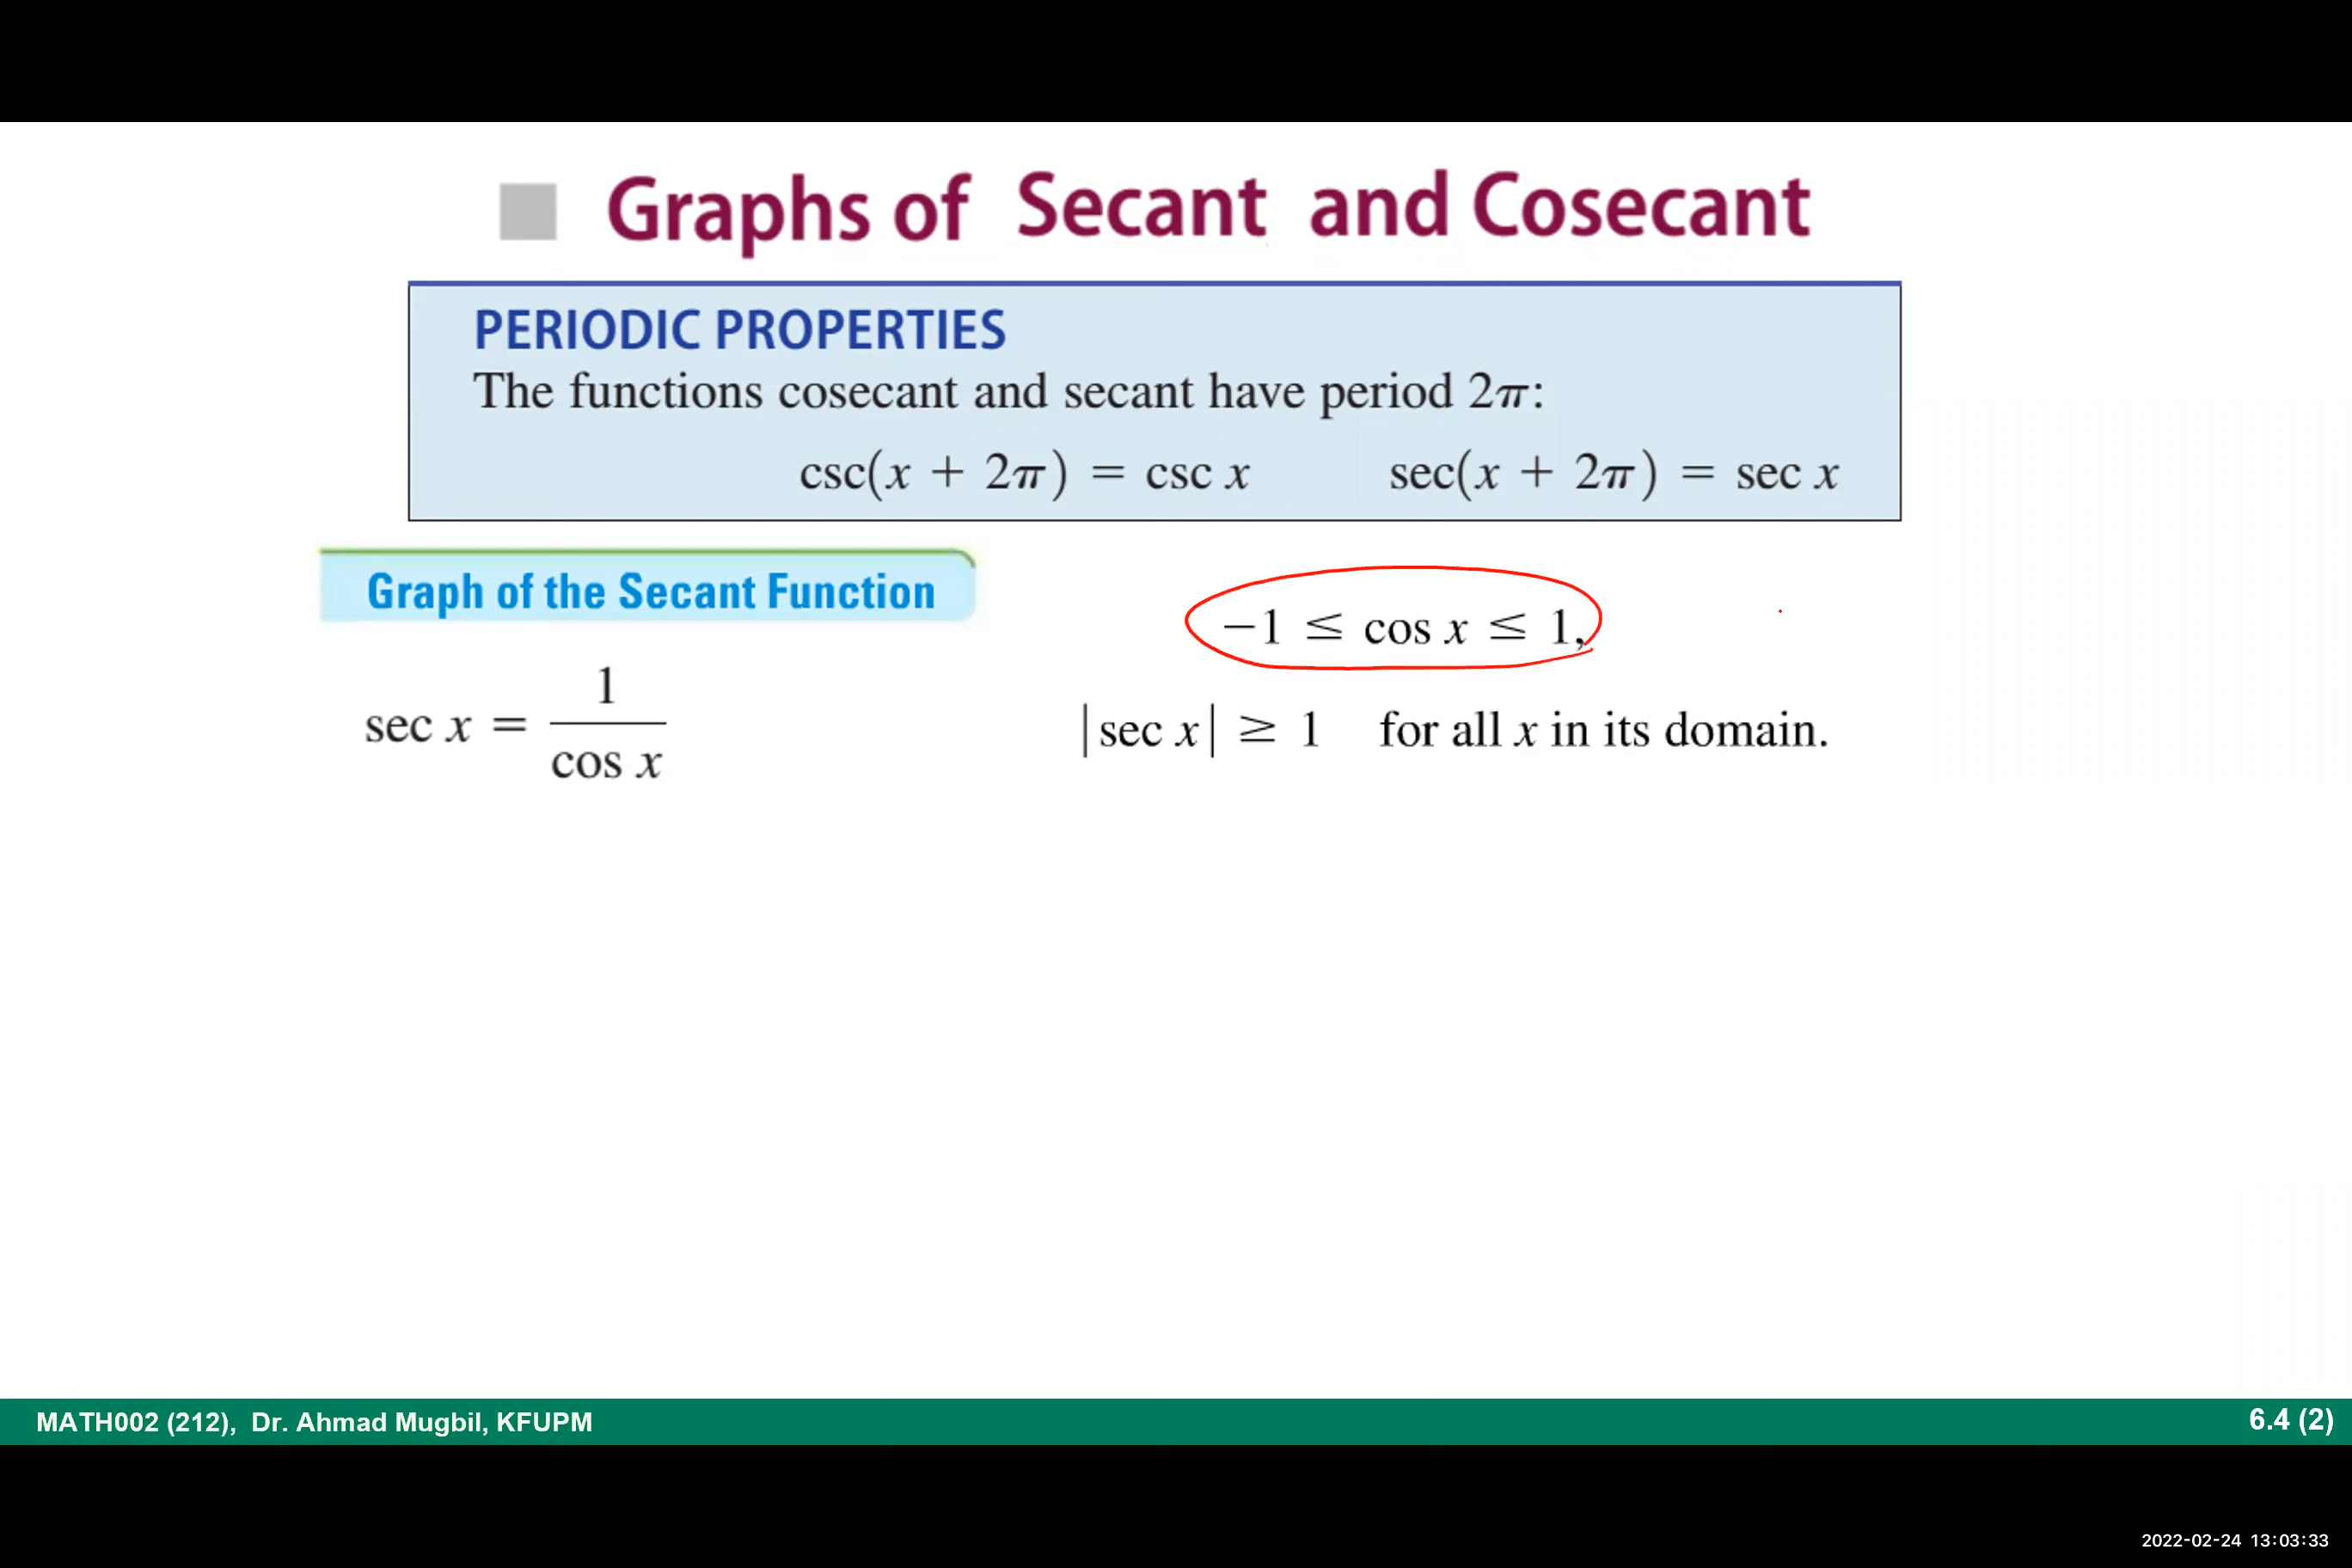 Graphs of Secant and Cosecant
PERIODIC PROPERTIES
The functions cosecant and secant have period 2π:
csc(x + 2π) = csc x sec(x + 2π) = sec x
Graph of the Secant Function
−1 ≤ cos x ≤ 1,
sec x = 1 / cos x
|sec x| ≥ 1 for all x in its domain.
MATH002 (212), Dr. Ahmad Mugbil, KFUPM
6.4 (2)
2022-02-24 13:03:33